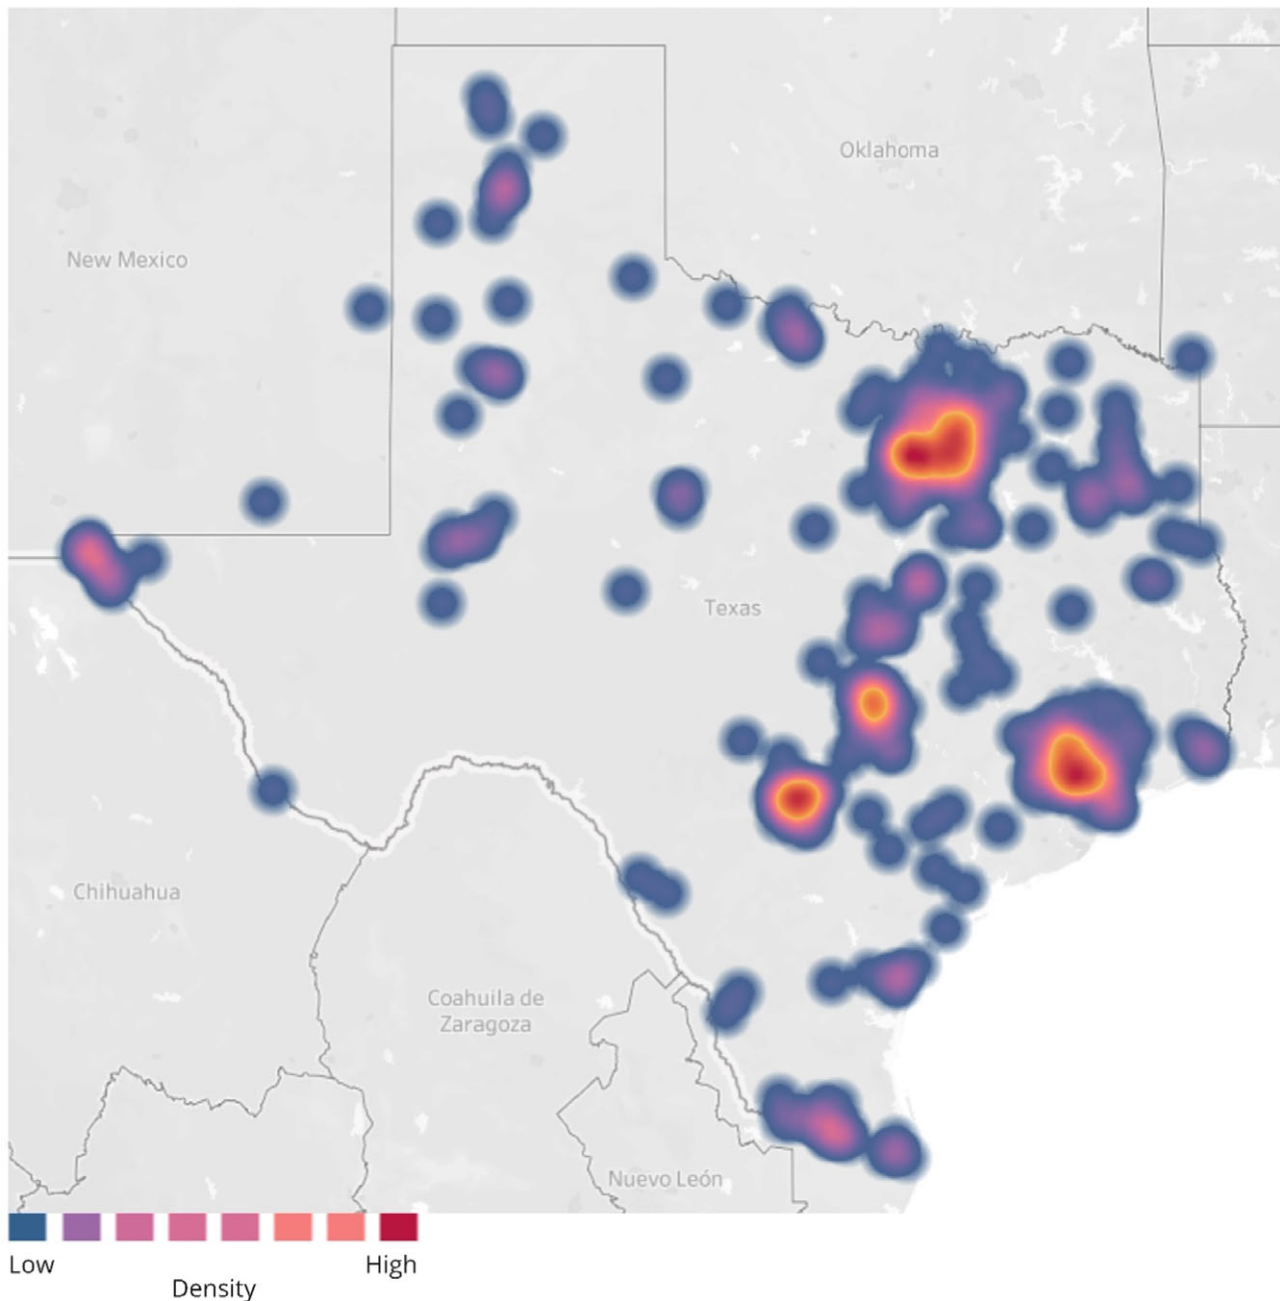 Oklahoma
New Mexico
Texas
Chihuahua
Coahuila de
Zaragoza
Nuevo León
Low
High
Density